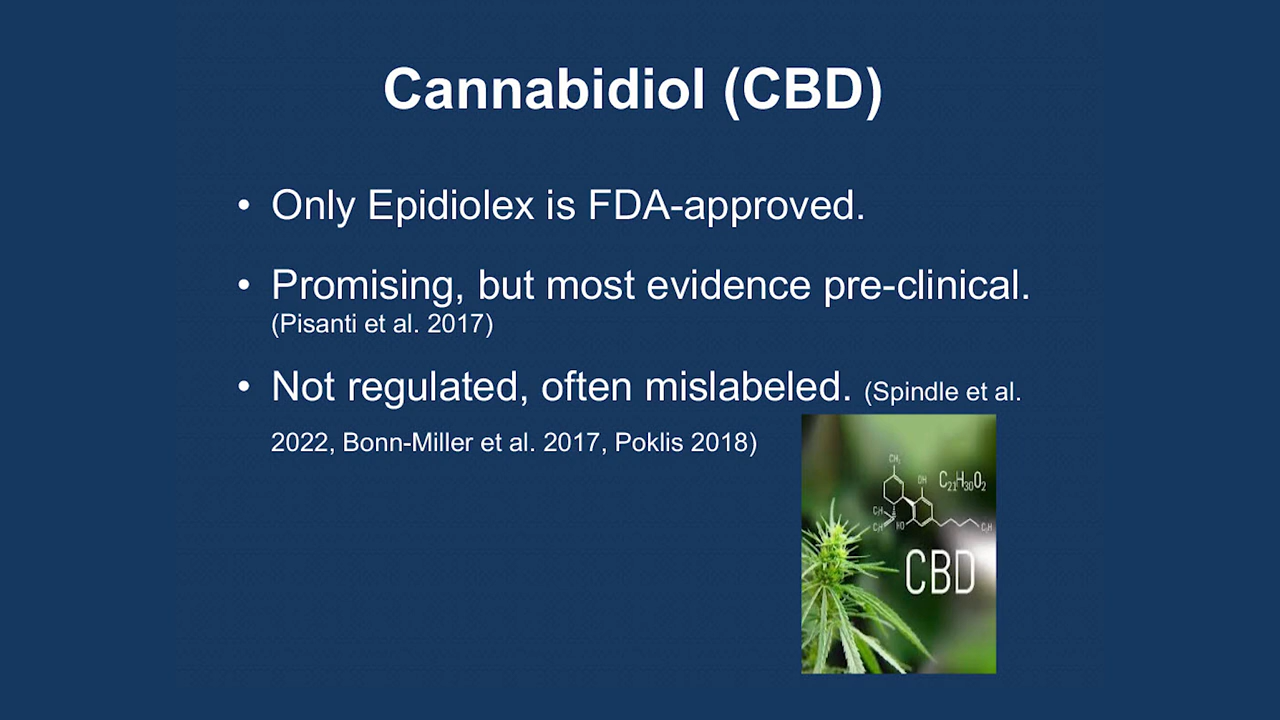 Cannabidiol (CBD)
• Only Epidiolex is FDA-approved.
• Promising, but most evidence pre-clinical.
(Pisanti et al. 2017)
• Not regulated, often mislabeled. (Spindle et al.
2022, Bonn-Miller et al. 2017, Poklis 2018)
CH₃
OH C₂₁H₃₀O₂
HO
CBD